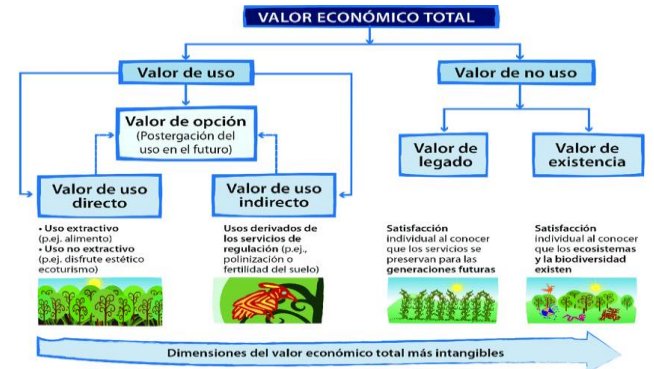 VALOR ECONÓMICO TOTAL
Valor de uso
Valor de no uso
Valor de opción
(Postergación del
uso en el futuro)
Valor de
legado
Valor de
existencia
Valor de uso
directo
Valor de uso
indirecto
• Uso extractivo
(p.ej. alimento)
• Uso no extractivo
(p.ej. disfrute estético
ecoturismo)
Usos derivados de
los servicios de
regulación (p.ej.,
polinización o
fertilidad del suelo)
Satisfacción
individual al conocer
que los servicios se
preservan para las
generaciones futuras
Satisfacción
individual al conocer
que los ecosistemas
y la biodiversidad
existen
Dimensiones del valor económico total más intangibles